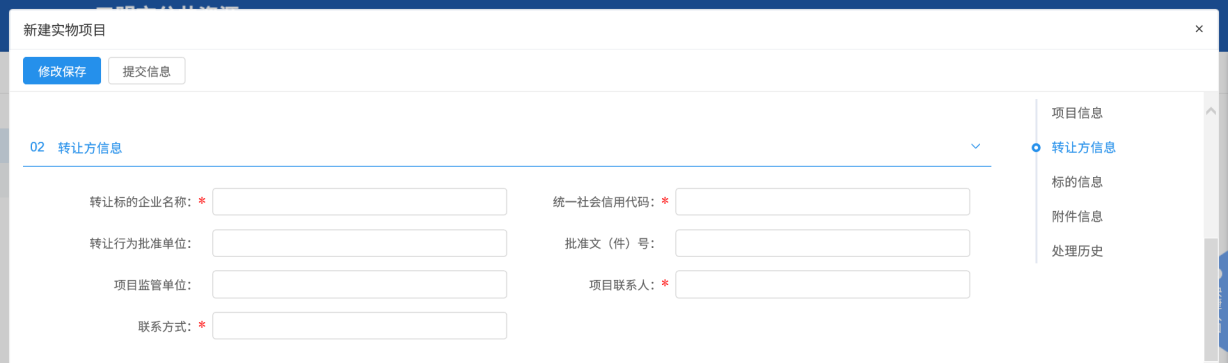 新建实物项目
×
修改保存
提交信息
02 转让方信息
转让标的企业名称：*
统一社会信用代码：*
转让行为批准单位：
批准文（件）号：
项目监管单位：
项目联系人：*
联系方式：*
项目信息
转让方信息
标的信息
附件信息
处理历史